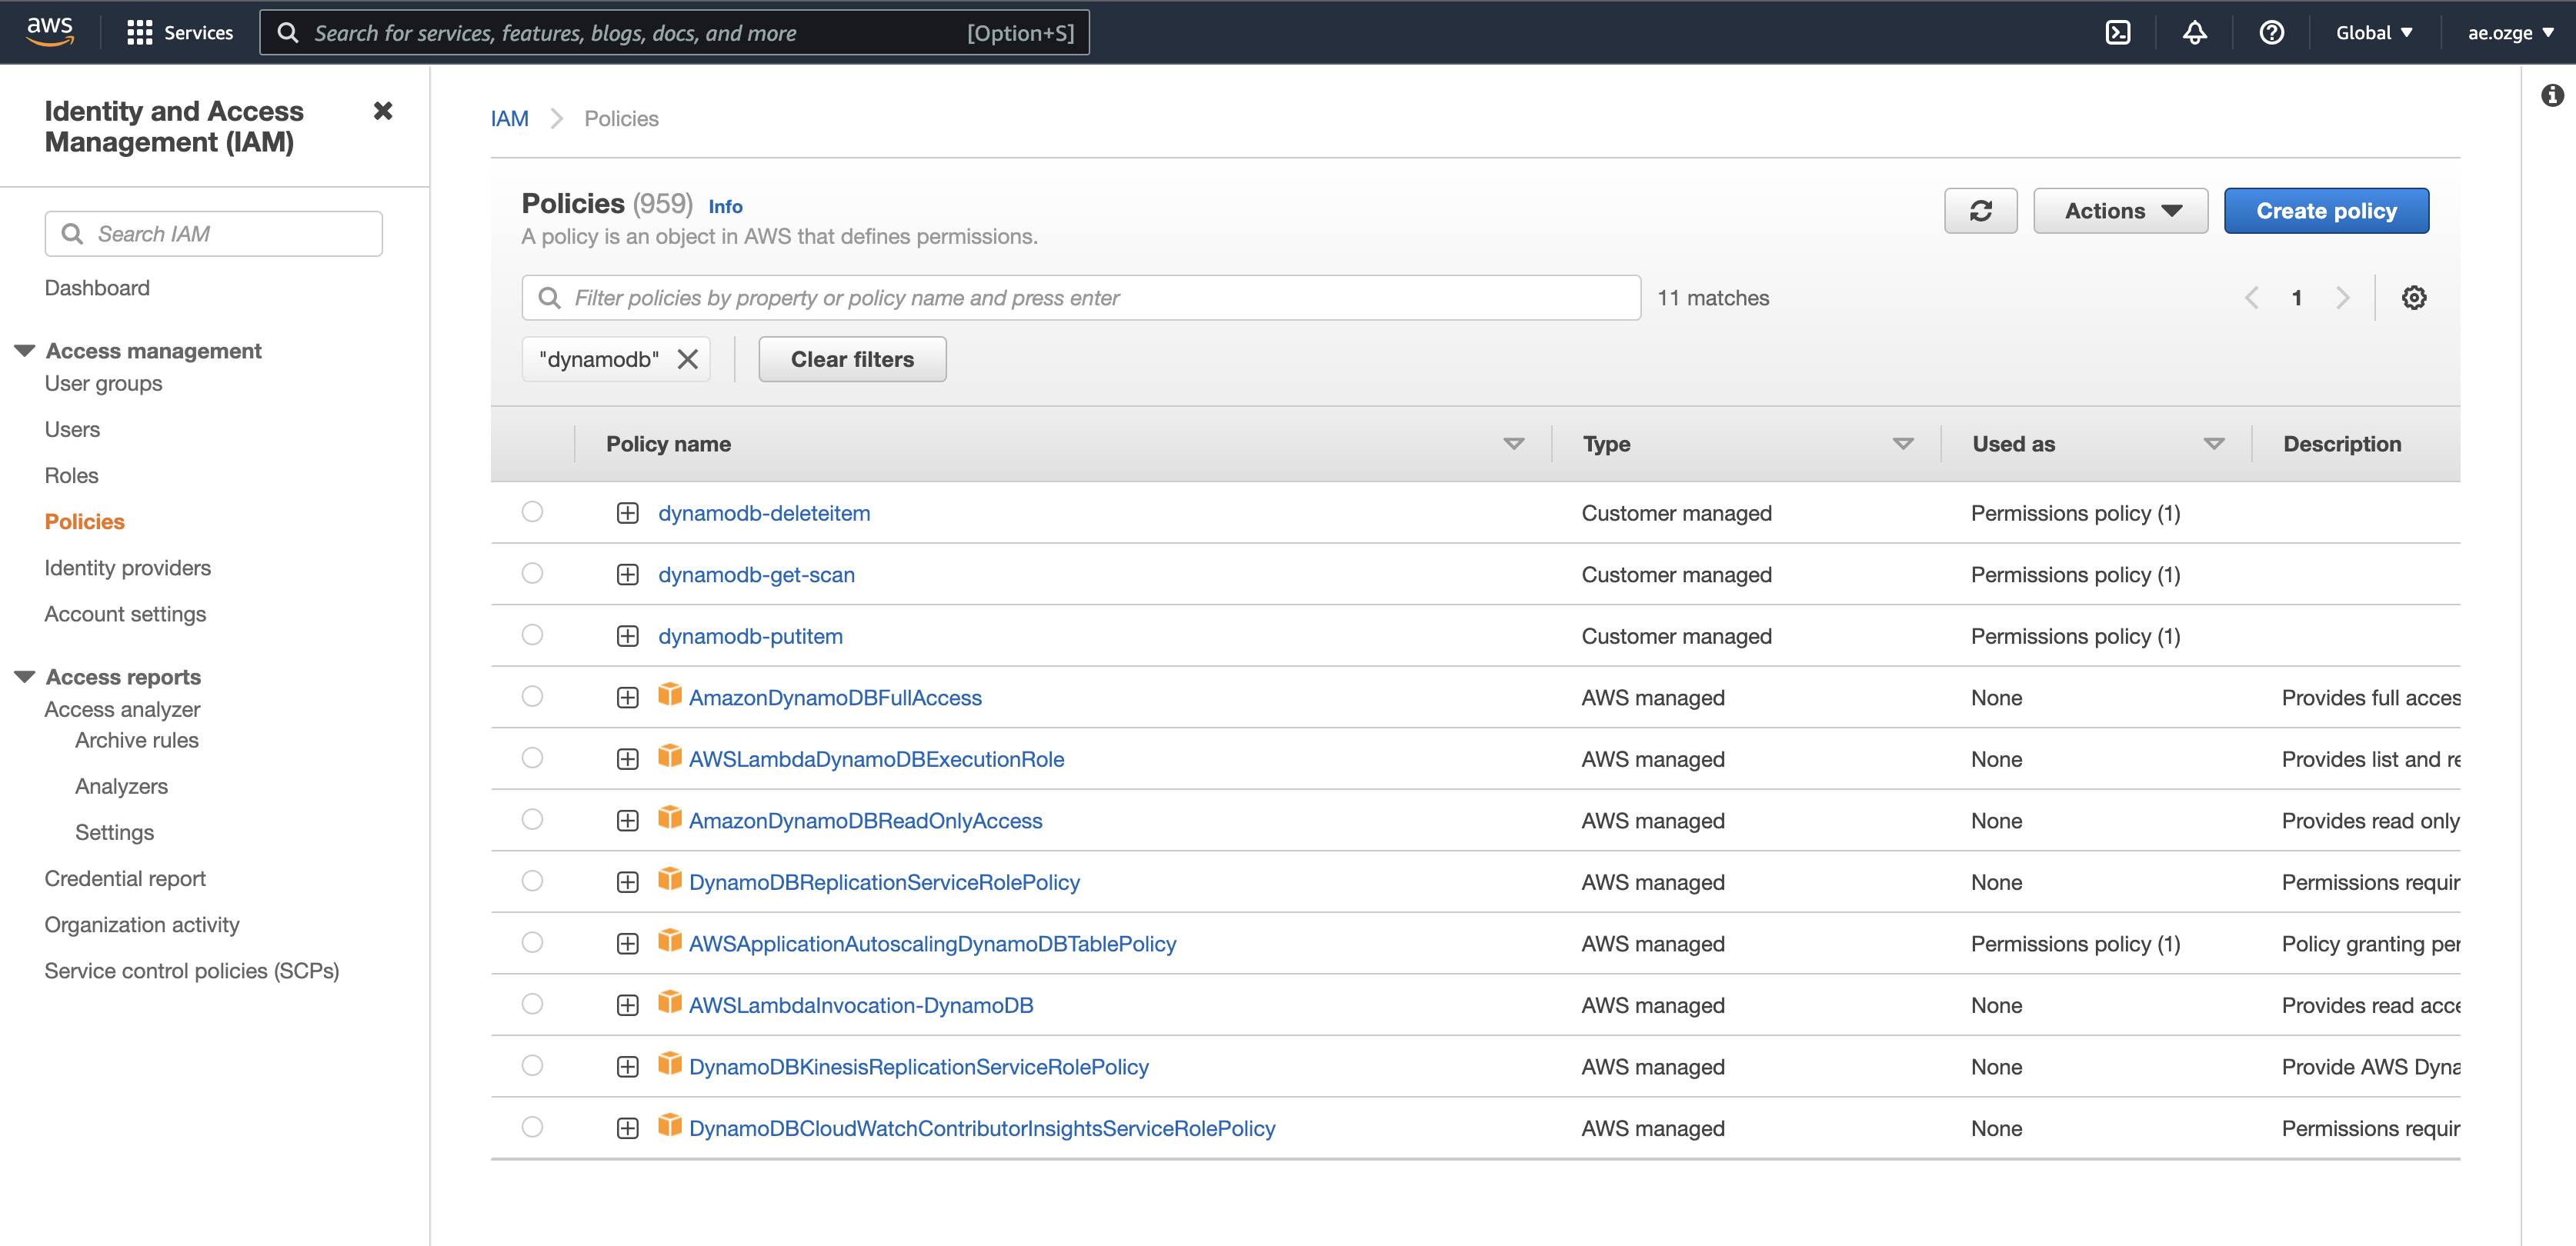 aws
Services
Search for services, features, blogs, docs, and more [Option+S]
Global
ae.ozge
Identity and Access
Management (IAM)
Search IAM
Dashboard
Access management
User groups
Users
Roles
Policies
Identity providers
Account settings
Access reports
Access analyzer
Archive rules
Analyzers
Settings
Credential report
Organization activity
Service control policies (SCPs)
IAM Policies
Policies (959) Info
A policy is an object in AWS that defines permissions.
Actions
Create policy
Filter policies by property or policy name and press enter
11 matches
1
"dynamodb"
Clear filters
Policy name Type Used as Description
dynamodb-deleteitem Customer managed Permissions policy (1)
dynamodb-get-scan Customer managed Permissions policy (1)
dynamodb-putitem Customer managed Permissions policy (1)
AmazonDynamoDBFullAccess AWS managed None Provides full acces
AWSLambdaDynamoDBExecutionRole AWS managed None Provides list and re
AmazonDynamoDBReadOnlyAccess AWS managed None Provides read only
DynamoDBReplicationServiceRolePolicy AWS managed None Permissions requir
AWSApplicationAutoscalingDynamoDBTablePolicy AWS managed Permissions policy (1) Policy granting per
AWSLambdaInvocation-DynamoDB AWS managed None Provides read acce
DynamoDBKinesisReplicationServiceRolePolicy AWS managed None Provide AWS Dyna
DynamoDBCloudWatchContributorInsightsServiceRolePolicy AWS managed None Permissions requir